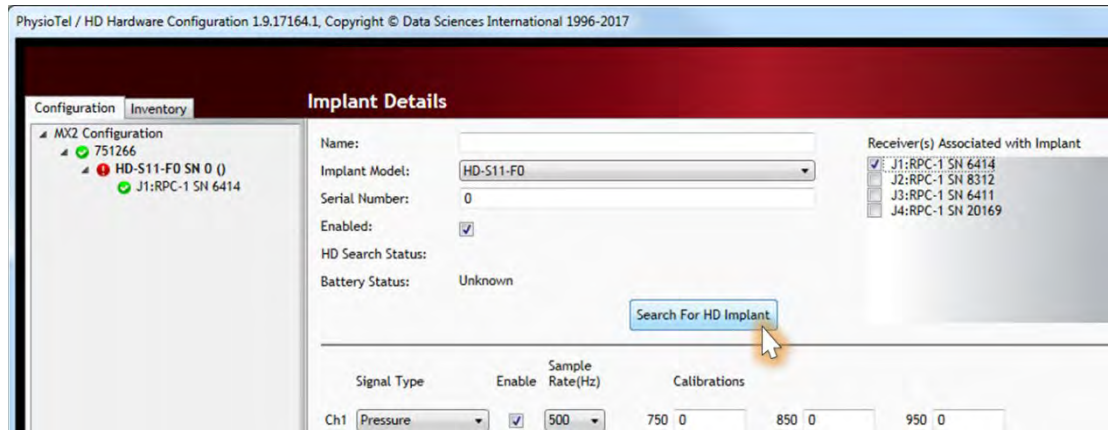 PhysioTel / HD Hardware Configuration 1.9.17164.1, Copyright © Data Sciences International 1996-2017
Configuration Inventory
MX2 Configuration
751266
HD-S11-F0 SN 0 ()
J1:RPC-1 SN 6414
Implant Details
Name:
Implant Model: HD-S11-F0
Serial Number: 0
Enabled:
HD Search Status:
Battery Status: Unknown
Receiver(s) Associated with Implant
J1:RPC-1 SN 6414
J2:RPC-1 SN 8312
J3:RPC-1 SN 6411
J4:RPC-1 SN 20169
Search For HD Implant
Signal Type Enable Sample Rate(Hz) Calibrations
Ch1 Pressure 500 750 0 850 0 950 0